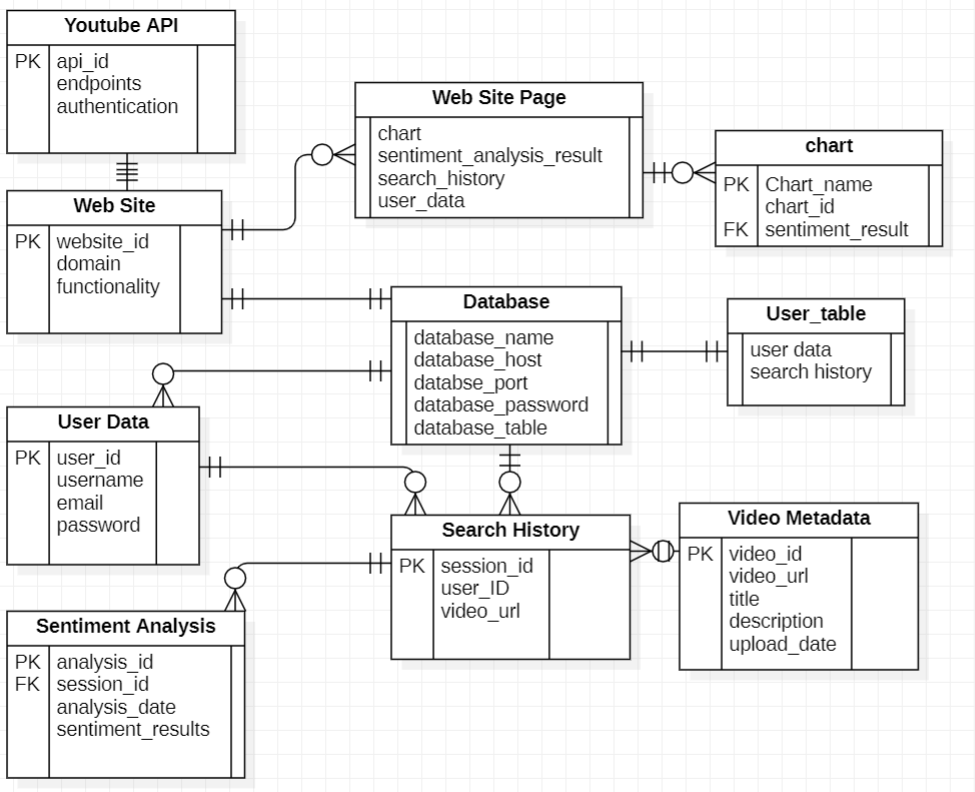 Youtube API
PK api_id
endpoints
authentication
Web Site Page
chart
sentiment_analysis_result
search_history
user_data
chart
PK Chart_name
chart_id
FK sentiment_result
Web Site
PK website_id
domain
functionality
Database
database_name
database_host
databse_port
database_password
database_table
User_table
user data
search history
User Data
PK user_id
username
email
password
Search History
PK session_id
user_ID
video_url
Video Metadata
PK video_id
video_url
title
description
upload_date
Sentiment Analysis
PK analysis_id
FK session_id
analysis_date
sentiment_results